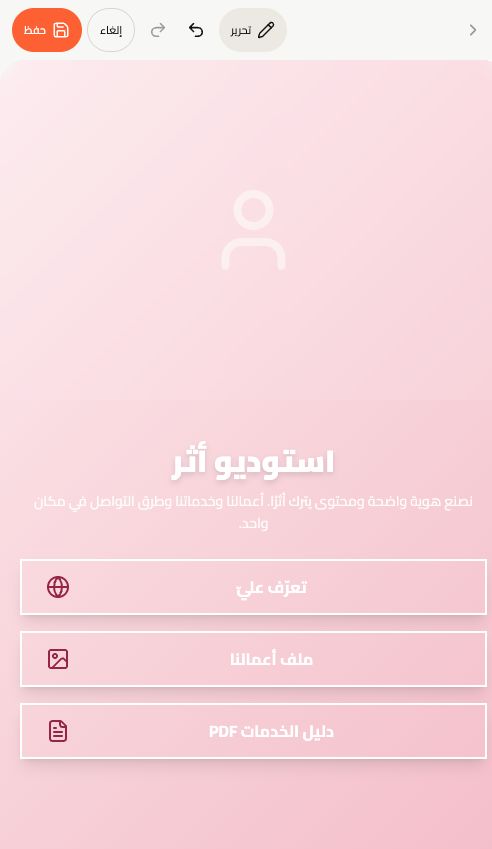 تحرير
إلغاء
حفظ
استوديو أثر
نصنع هوية واضحة ومحتوى يترك أثرًا. أعمالنا وخدماتنا وطرق التواصل في مكان
واحد.
تعرّف عليّ
ملف أعمالنا
دليل الخدمات PDF